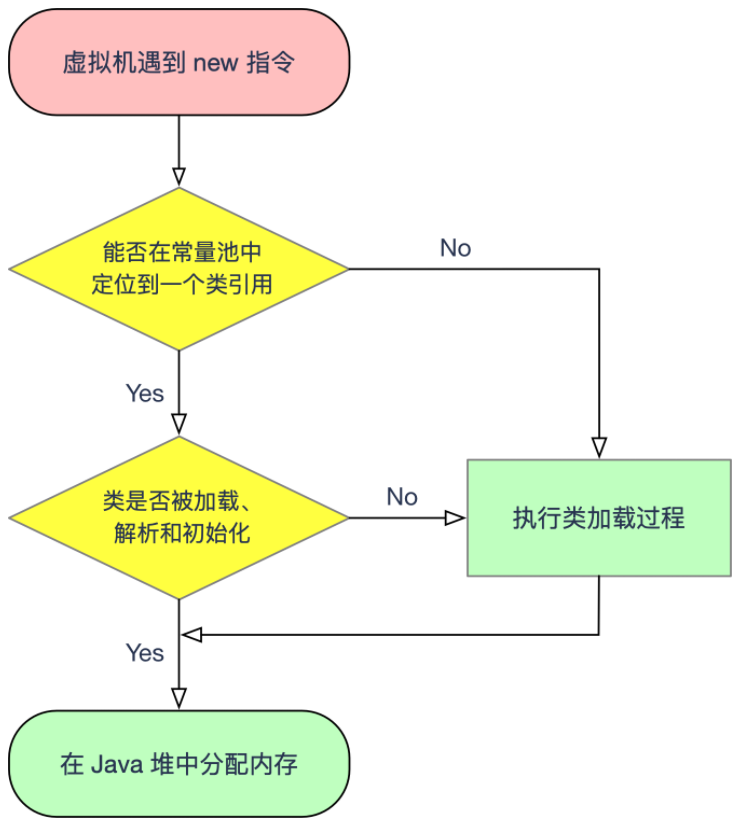 虚拟机遇到 new 指令
能否在常量池中
定位到一个类引用
No
Yes
类是否被加载、
解析和初始化
No
执行类加载过程
Yes
在 Java 堆中分配内存